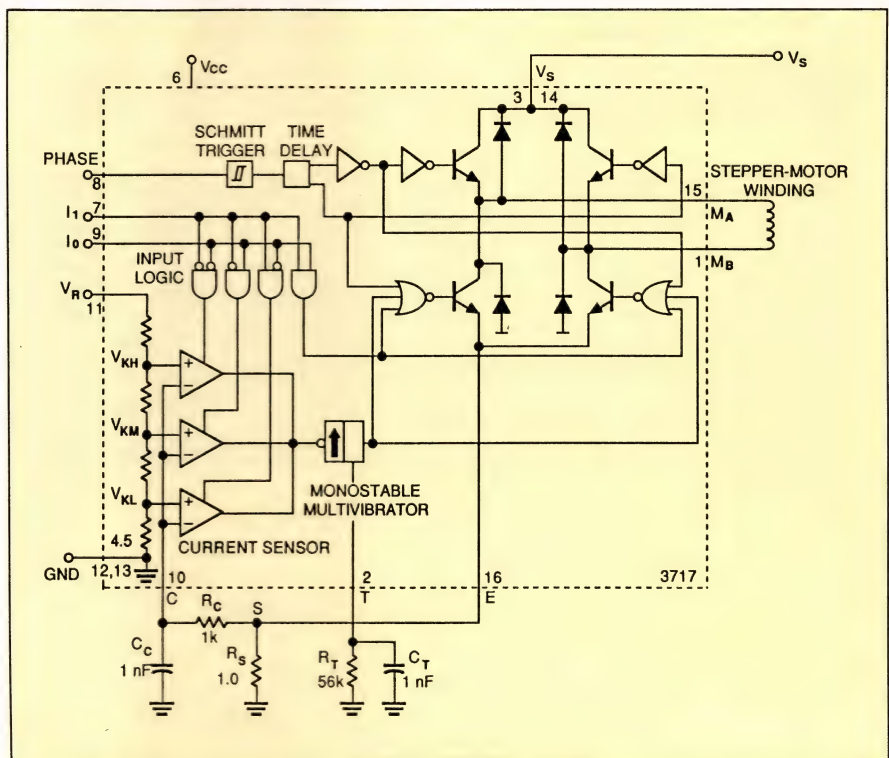 Vcc
6
Vs
Vs
3 14
SCHMITT
TRIGGER
TIME
DELAY
PHASE
8
15
STEPPER-MOTOR
WINDING
MA
I1 7
I0 9
INPUT
LOGIC
1 MB
VR
11
VKH
VKM
VKL
MONOSTABLE
MULTIVIBRATOR
4.5
CURRENT SENSOR
GND
12,13
10
2
16
3717
C
T
E
RC
S
1k
CC
1 nF
RS
1.0
RT
56k
CT
1 nF
+
−
+
−
+
−